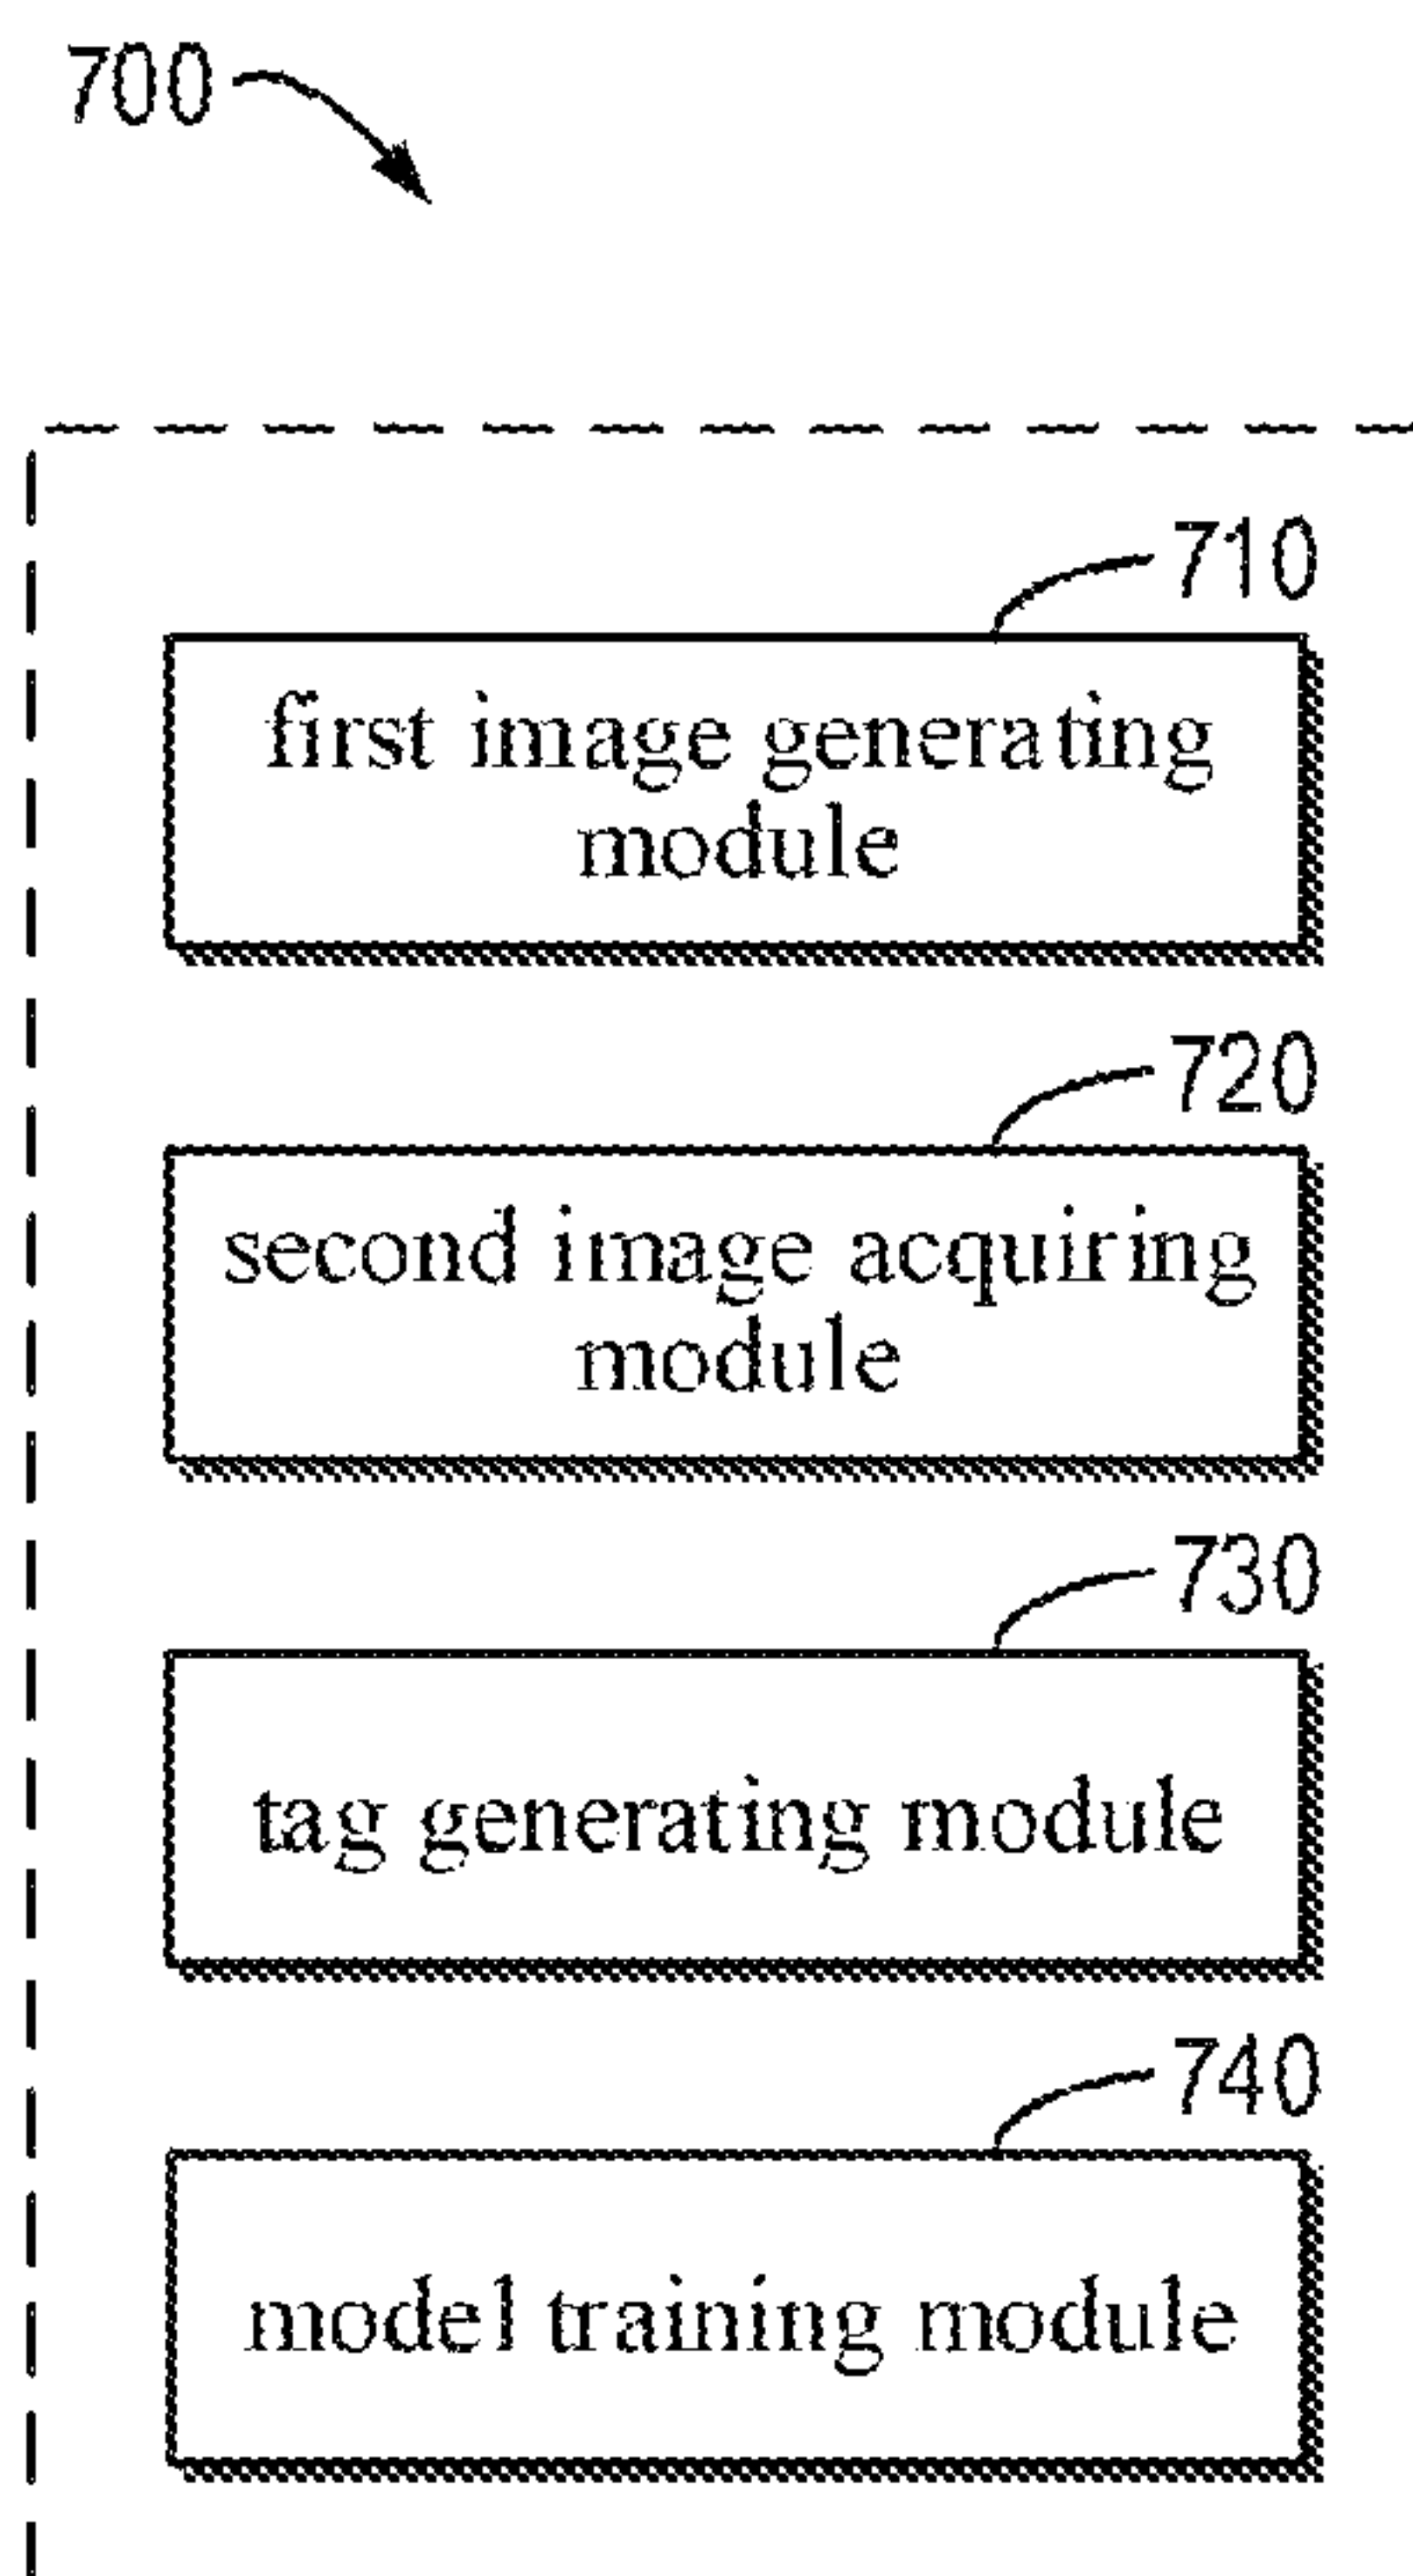 700
710
first image generating
module
720
second image acquiring
module
730
tag generating module
740
model training module